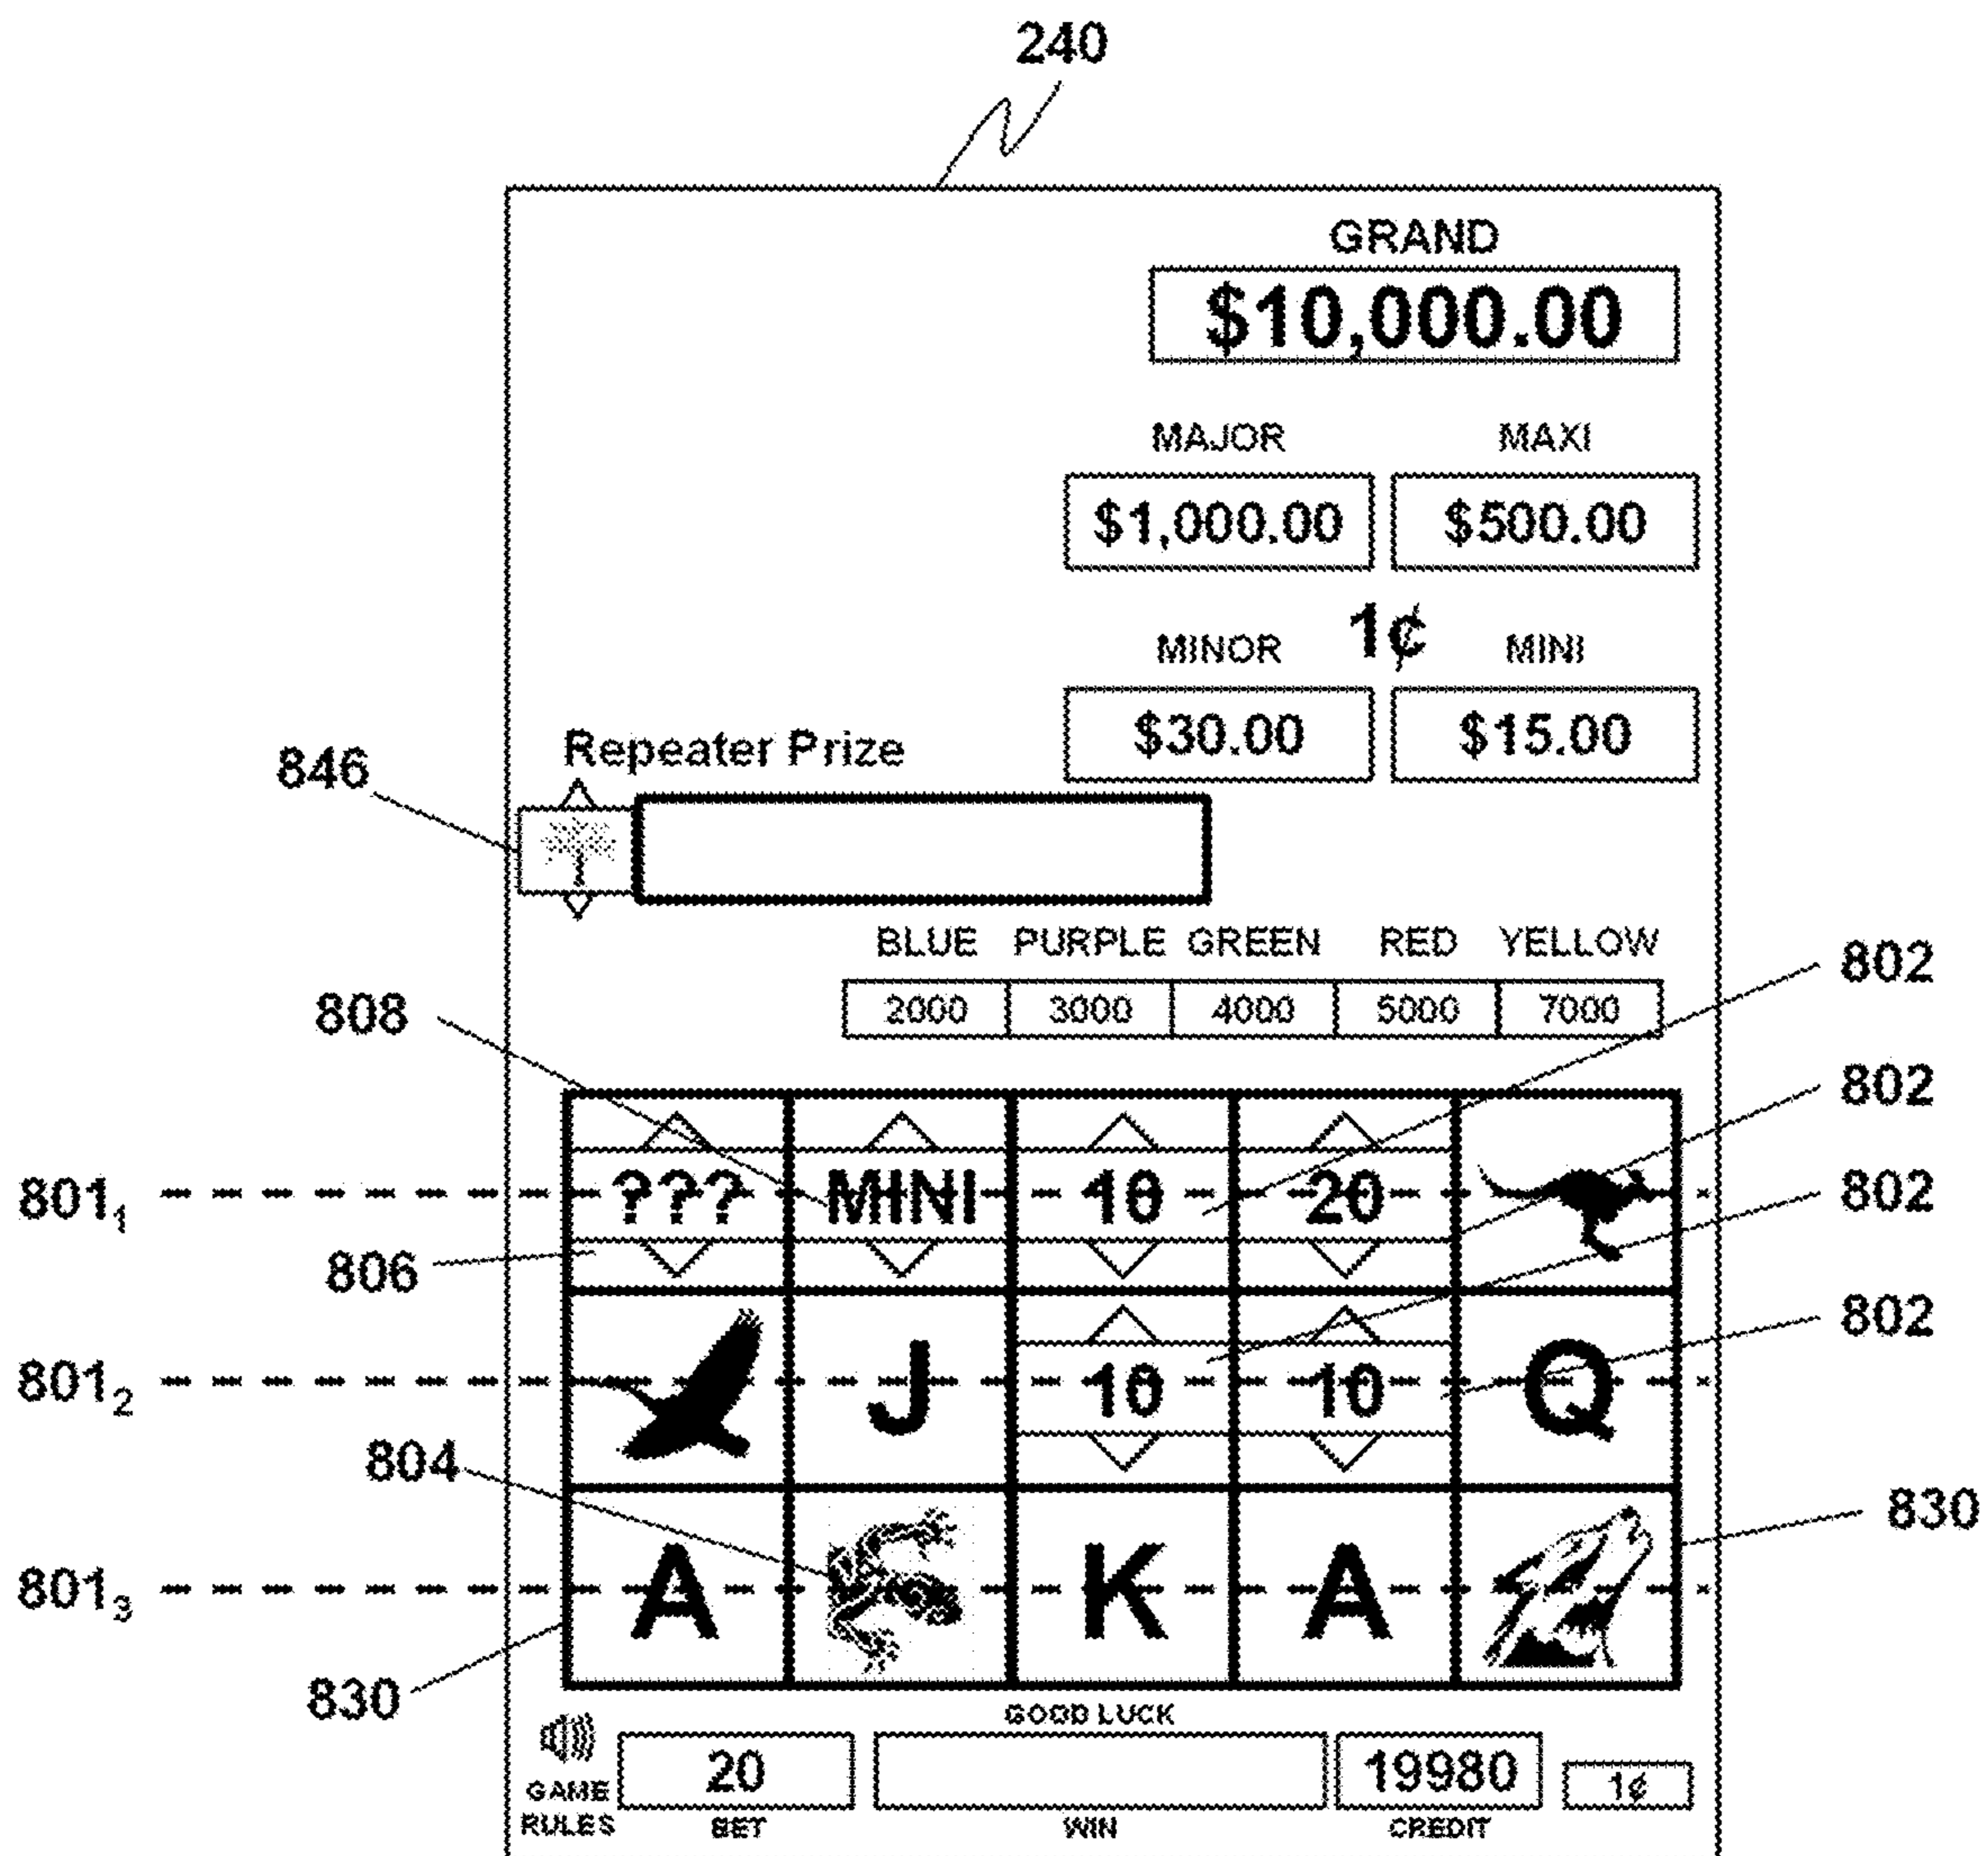 240
GRAND
$10,000.00
MAJOR MAXI
$1,000.00 $500.00
1¢
MINOR MINI
$30.00 $15.00
Repeater Prize
846
BLUE PURPLE GREEN RED YELLOW
802
2000 3000 4000 5000 7000
808
802
801₁ ??? MINI 10 20
802
806
802
801₂ J 10 10 Q
804
830
801₃ A K A
830
GOOD LUCK
20 19980 1¢
GAME
RULES BET WIN CREDIT